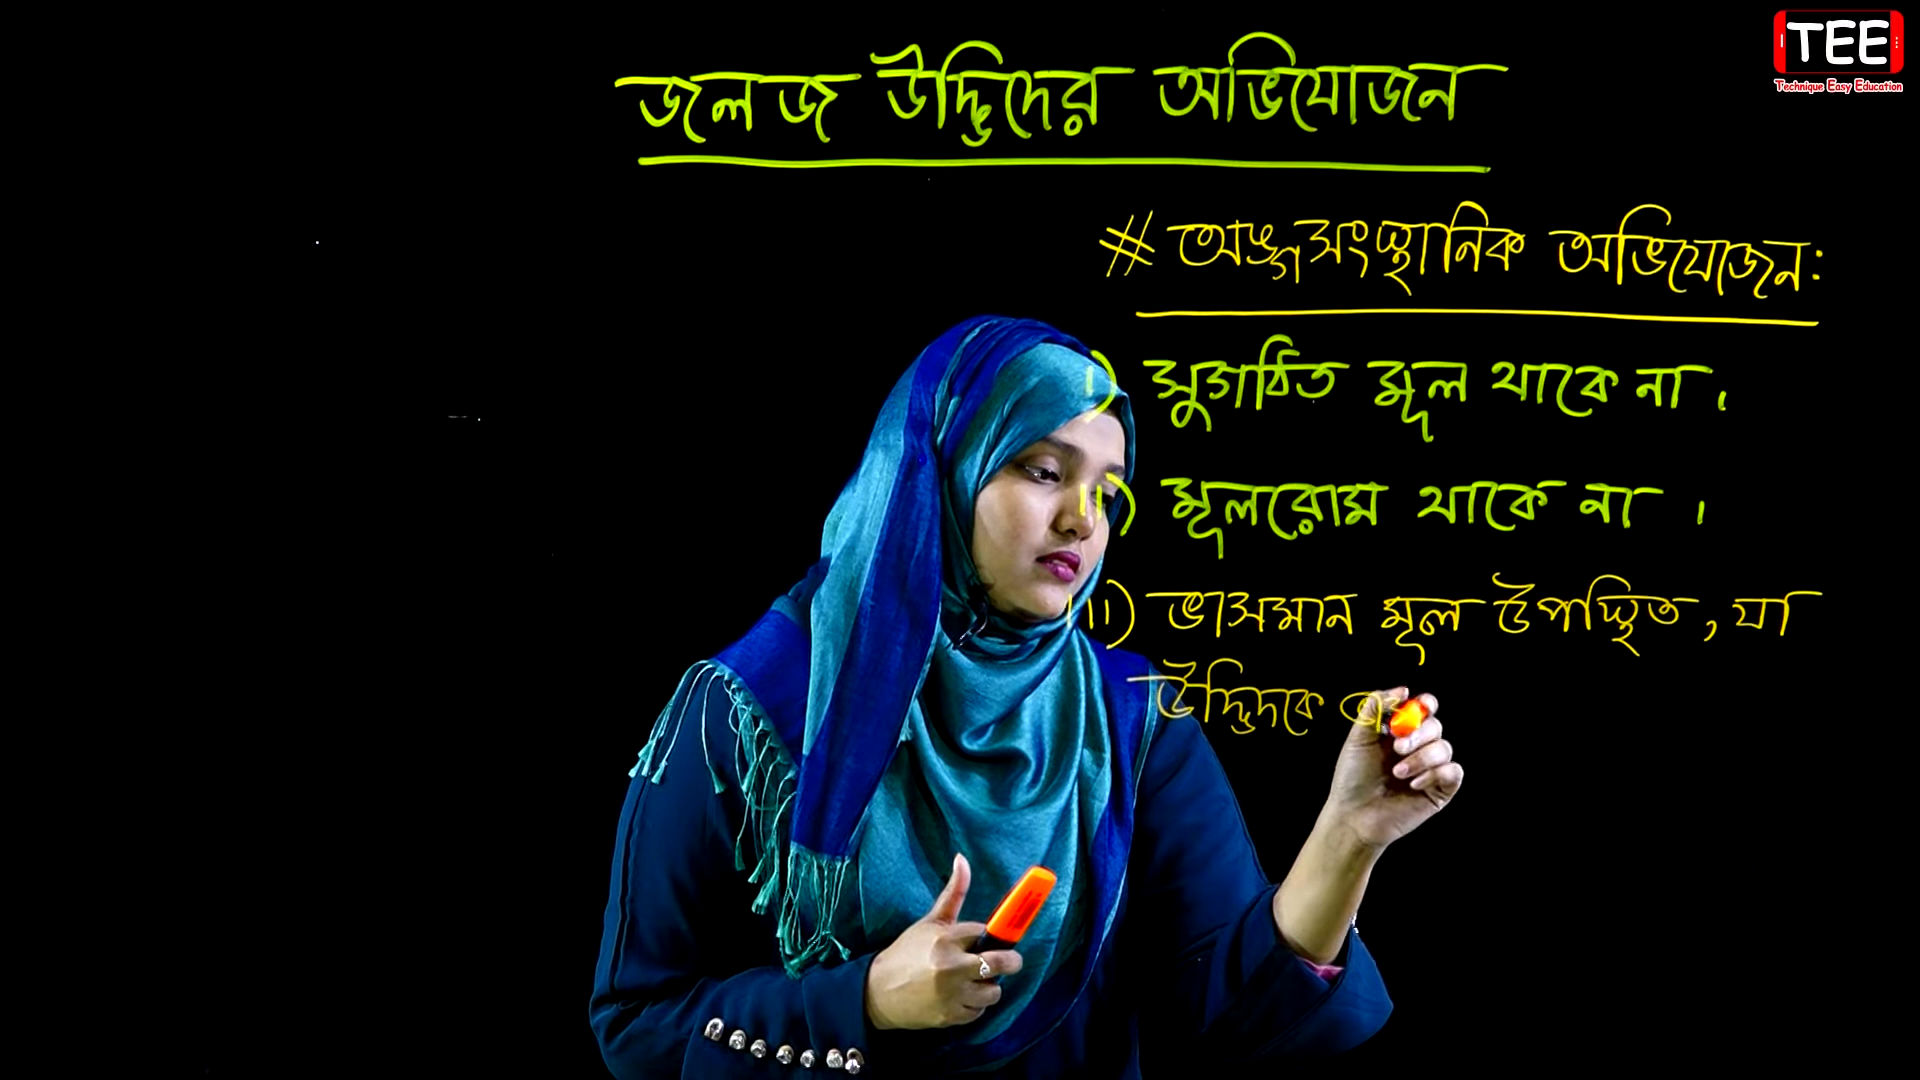 TEE
Technique Easy Education
জলজ উদ্ভিদের অভিযোজন
# অঙ্গসংস্থানিক অভিযোজন:
i) সুগঠিত মূল থাকে না।
ii) মূলরোম থাকে না।
iii) ভাসমান মূল উপস্থিত, যা
উদ্ভিদকে